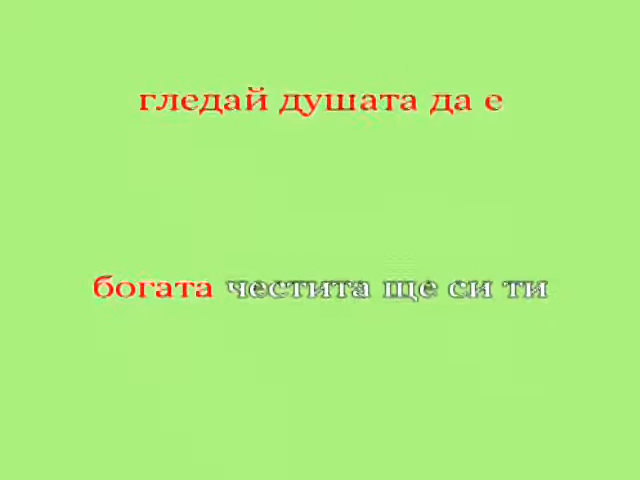 гледай душата да е
богата честита ще си ти